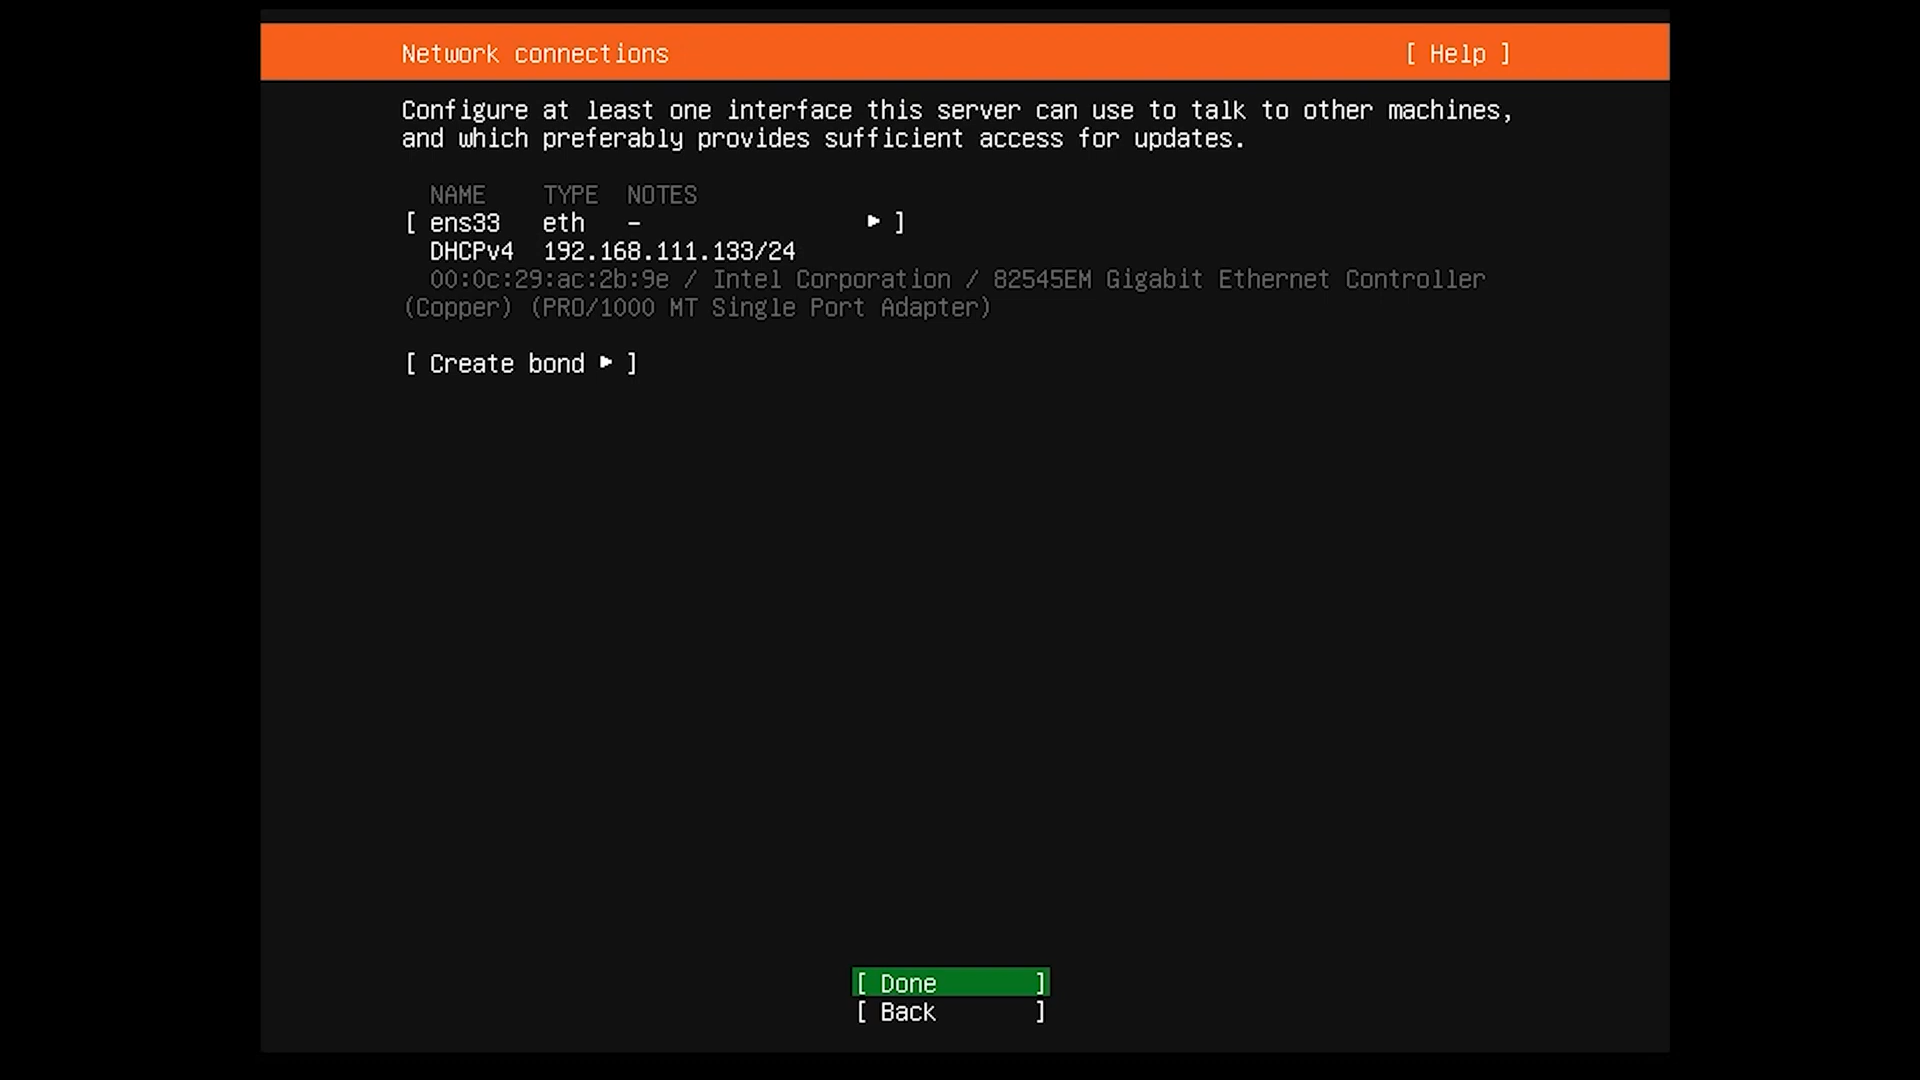 Network connections [ Help ]
Configure at least one interface this server can use to talk to other machines,
and which preferably provides sufficient access for updates.
NAME TYPE NOTES
[ ens33 eth – ▸ ]
DHCPv4 192.168.111.133/24
00:0c:29:ac:2b:9e / Intel Corporation / 82545EM Gigabit Ethernet Controller
(Copper) (PRO/1000 MT Single Port Adapter)
[ Create bond ▸ ]
[ Done ]
[ Back ]